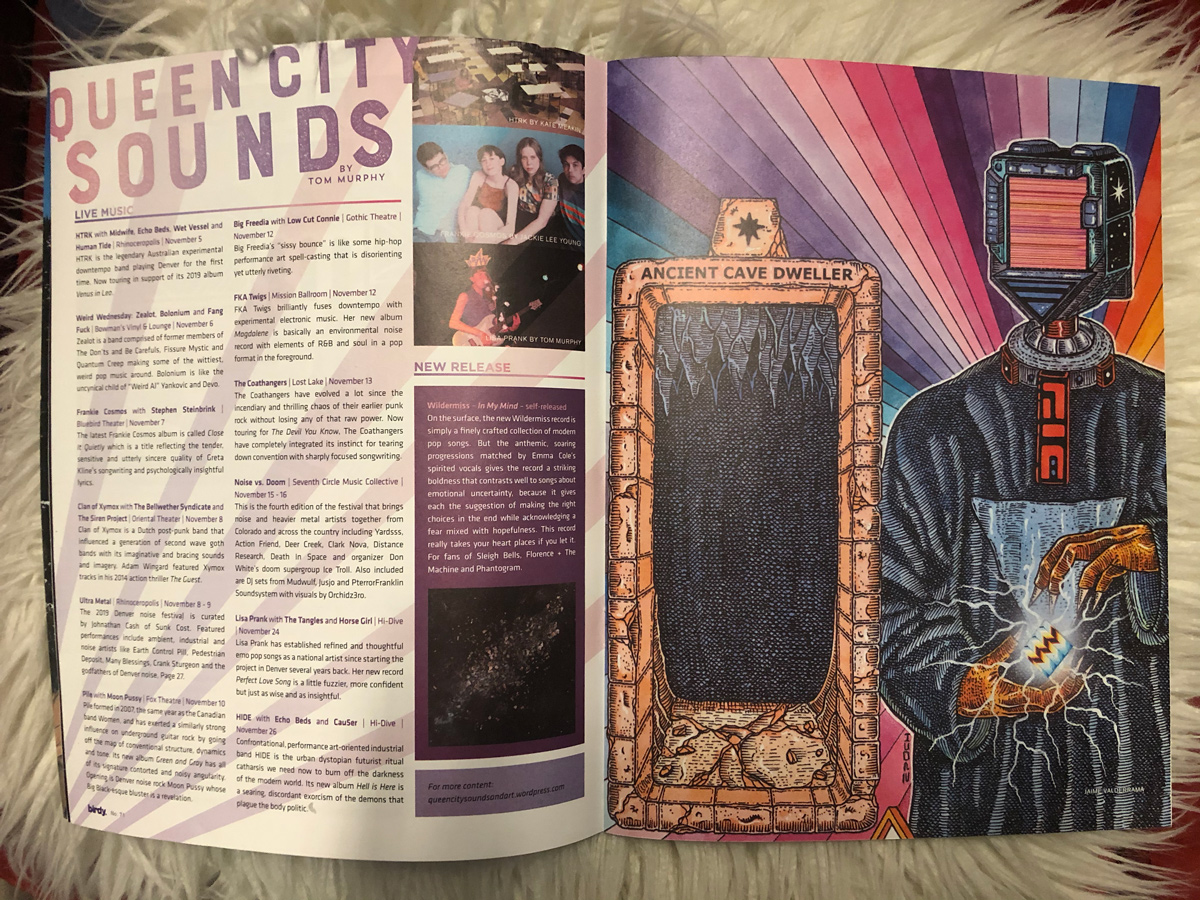 QUEEN CITY
SOUNDS
BY
TOM MURPHY
LIVE MUSIC
HTRK with Midwife, Echo Beds, Wet Vessel and
Human Tide | Rhinoceropolis | November 5
HTRK is the legendary Australian experimental
downtempo band playing Denver for the first
time. Now touring in support of its 2019 album
Venus in Leo.
Weird Wednesday: Zealot, Bolonium and Fang
Fuck | Bowman's Vinyl & Lounge | November 6
Zealot is a band comprised of former members of
The Don'ts and Be Carefuls, Fissure Mystic and
Quantum Creep making some of the wittiest,
weird pop music around. Bolonium is like the
uncynical child of "Weird Al" Yankovic and Devo.
Frankie Cosmos with Stephen Steinbrink |
Bluebird Theater | November 7
The latest Frankie Cosmos album is called Close
It Quietly which is a title reflecting the tender,
sensitive and utterly sincere quality of Greta
Kline's songwriting and psychologically insightful
lyrics.
Clan of Xymox with The Bellwether Syndicate and
The Siren Project | Oriental Theater | November 8
Clan of Xymox is a Dutch post-punk band that
influenced a generation of second wave goth
bands with its imaginative and bracing sounds
and imagery. Adam Wingard featured Xymox
tracks in his 2014 action thriller The Guest.
Ultra Metal | Rhinoceropolis | November 8 - 9
The 2019 Denver noise festival is curated
by Johnathan Cash of Sunk Cost. Featured
performances include ambient, industrial and
noise artists like Earth Control Pill, Pedestrian
Deposit, Many Blessings, Crank Sturgeon and the
godfathers of Denver noise, Page 27.
Pile with Moon Pussy | Fox Theatre | November 10
Pile formed in 2007, the same year as the Canadian
band Women, and has exerted a similarly strong
influence on underground guitar rock by going
off the map of conventional structure, dynamics
and tone. Its new album Green and Gray has all
of its signature contorted and noisy angularity.
Opening is Denver noise rock Moon Pussy whose
Big Black-esque bluster is a revelation.
birdy. No. 71
Big Freedia with Low Cut Connie | Gothic Theatre |
November 12
Big Freedia's "sissy bounce" is like some hip-hop
performance art spell-casting that is disorienting
yet utterly riveting.
FKA Twigs | Mission Ballroom | November 12
FKA Twigs brilliantly fuses downtempo with
experimental electronic music. Her new album
Magdalene is basically an environmental noise
record with elements of R&B and soul in a pop
format in the foreground.
The Coathangers | Lost Lake | November 13
The Coathangers have evolved a lot since the
incendiary and thrilling chaos of their earlier punk
rock without losing any of that raw power. Now
touring for The Devil You Know, The Coathangers
have completely integrated its instinct for tearing
down convention with sharply focused songwriting.
Noise vs. Doom | Seventh Circle Music Collective |
November 15 - 16
This is the fourth edition of the festival that brings
noise and heavier metal artists together from
Colorado and across the country including Yardsss,
Action Friend, Deer Creek, Clark Nova, Distance
Research, Death In Space and organizer Don
White's doom supergroup Ice Troll. Also included
are DJ sets from Mudwulf, Jusjo and PterrorFranklin
Soundsystem with visuals by Orchidz3ro.
Lisa Prank with The Tangles and Horse Girl | Hi-Dive
| November 24
Lisa Prank has established refined and thoughtful
emo pop songs as a national artist since starting the
project in Denver several years back. Her new record
Perfect Love Song is a little fuzzier, more confident
but just as wise and as insightful.
HIDE with Echo Beds and CauSer | Hi-Dive |
November 26
Confrontational, performance art-oriented industrial
band HIDE is the urban dystopian futurist ritual
catharsis we need now to burn off the darkness
of the modern world. Its new album Hell is Here is
a searing, discordant exorcism of the demons that
plague the body politic.
HTRK BY KATE MEAKIN
JACKIE LEE YOUNG
LISA PRANK BY TOM MURPHY
NEW RELEASE
Wildermiss - In My Mind - self-released
On the surface, the new Wildermiss record is
simply a finely crafted collection of modern
pop songs. But the anthemic, soaring
progressions matched by Emma Cole's
spirited vocals gives the record a striking
boldness that contrasts well to songs about
emotional uncertainty, because it gives
each the suggestion of making the right
choices in the end while acknowledging a
fear mixed with hopefulness. This record
really takes your heart places if you let it.
For fans of Sleigh Bells, Florence + The
Machine and Phantogram.
For more content:
queencitysoundsandart.wordpress.com
ANCIENT CAVE DWELLER
EPOCH
JAIME VALDERRAMA